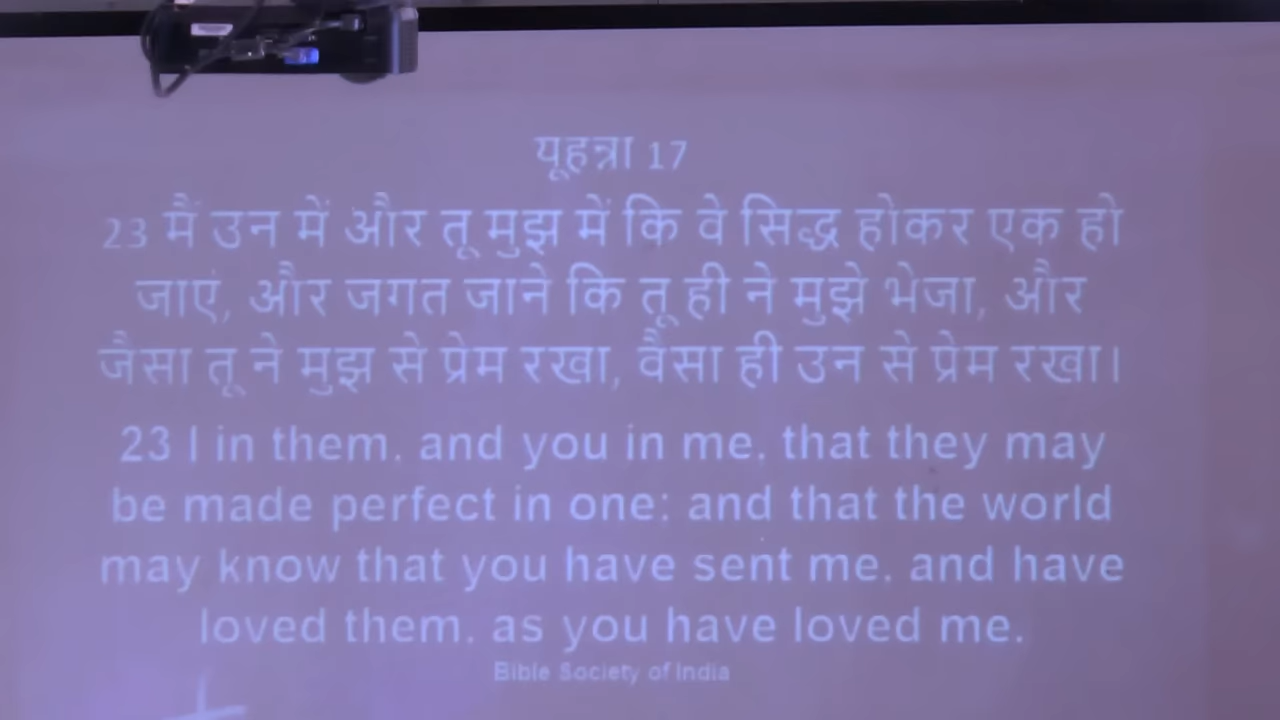 यूहन्ना 17
23 मैं उन में और तू मुझ में कि वे सिद्ध होकर एक हो
जाएं, और जगत जाने कि तू ही ने मुझे भेजा, और
जैसा तू ने मुझ से प्रेम रखा, वैसा ही उन से प्रेम रखा।
23 I in them, and you in me, that they may
be made perfect in one; and that the world
may know that you have sent me, and have
loved them, as you have loved me.
Bible Society of India